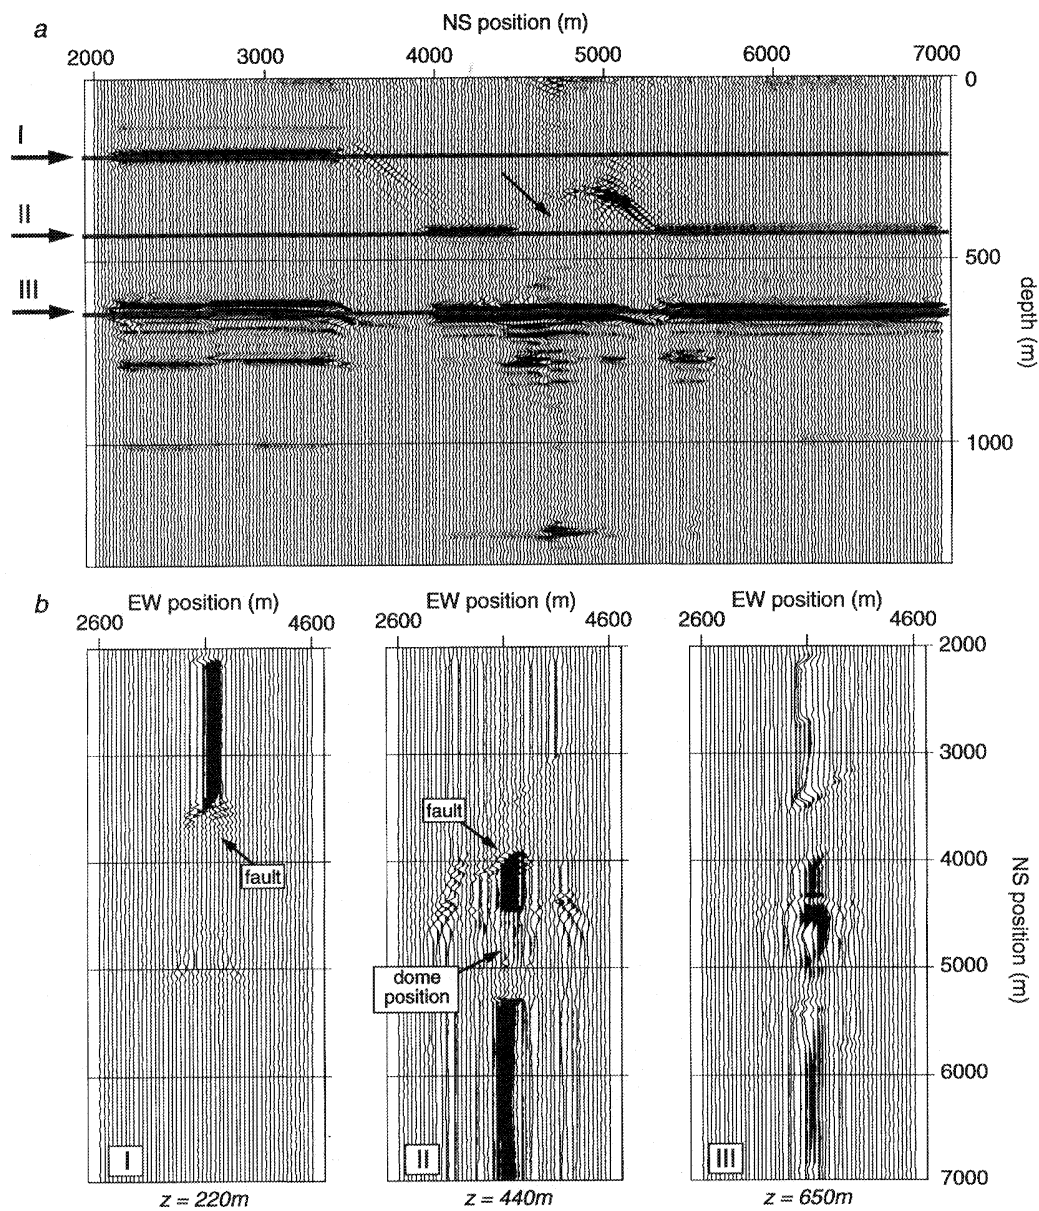 a
NS position (m)
2000 3000 4000 5000 6000 7000
0
I
II
500
III
depth (m)
1000
b
EW position (m) EW position (m) EW position (m)
2600 4600 2600 4600 2600 4600
2000
3000
fault
4000
fault
NS position (m)
dome
position
5000
6000
I II III
7000
z = 220m z = 440m z = 650m